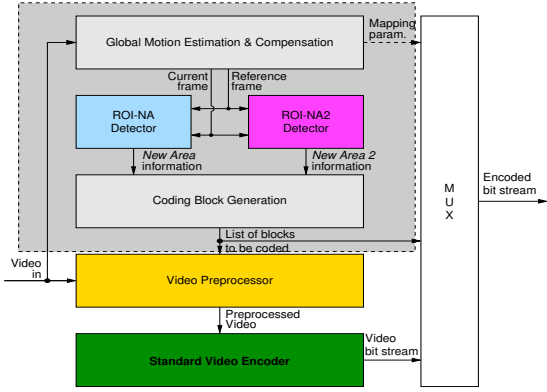 Global Motion Estimation & Compensation
Mapping
param.
Current
frame
Reference
frame
ROI-NA
Detector
ROI-NA2
Detector
New Area
information
New Area 2
information
Coding Block Generation
M
U
X
Encoded
bit stream
List of blocks
to be coded
Video
in
Video Preprocessor
Preprocessed
Video
Standard Video Encoder
Video
bit stream